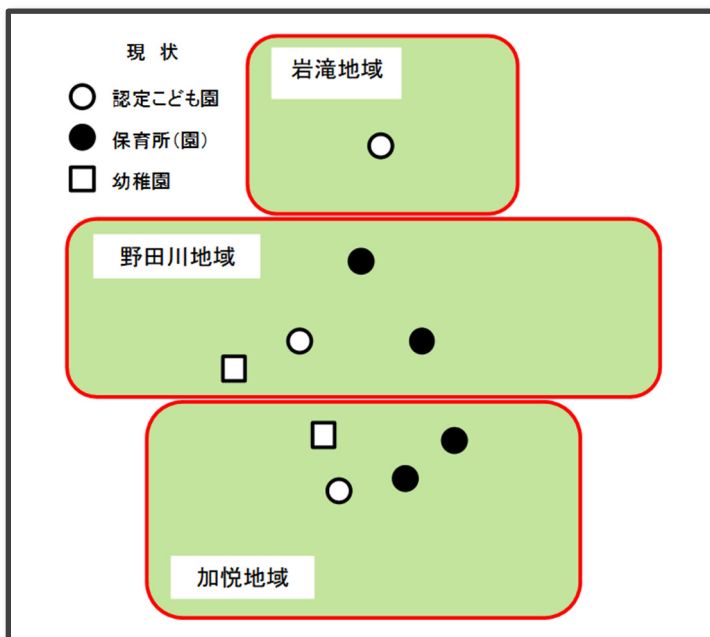 現 状
認定こども園
保育所(園)
幼稚園
岩滝地域
野田川地域
加悦地域